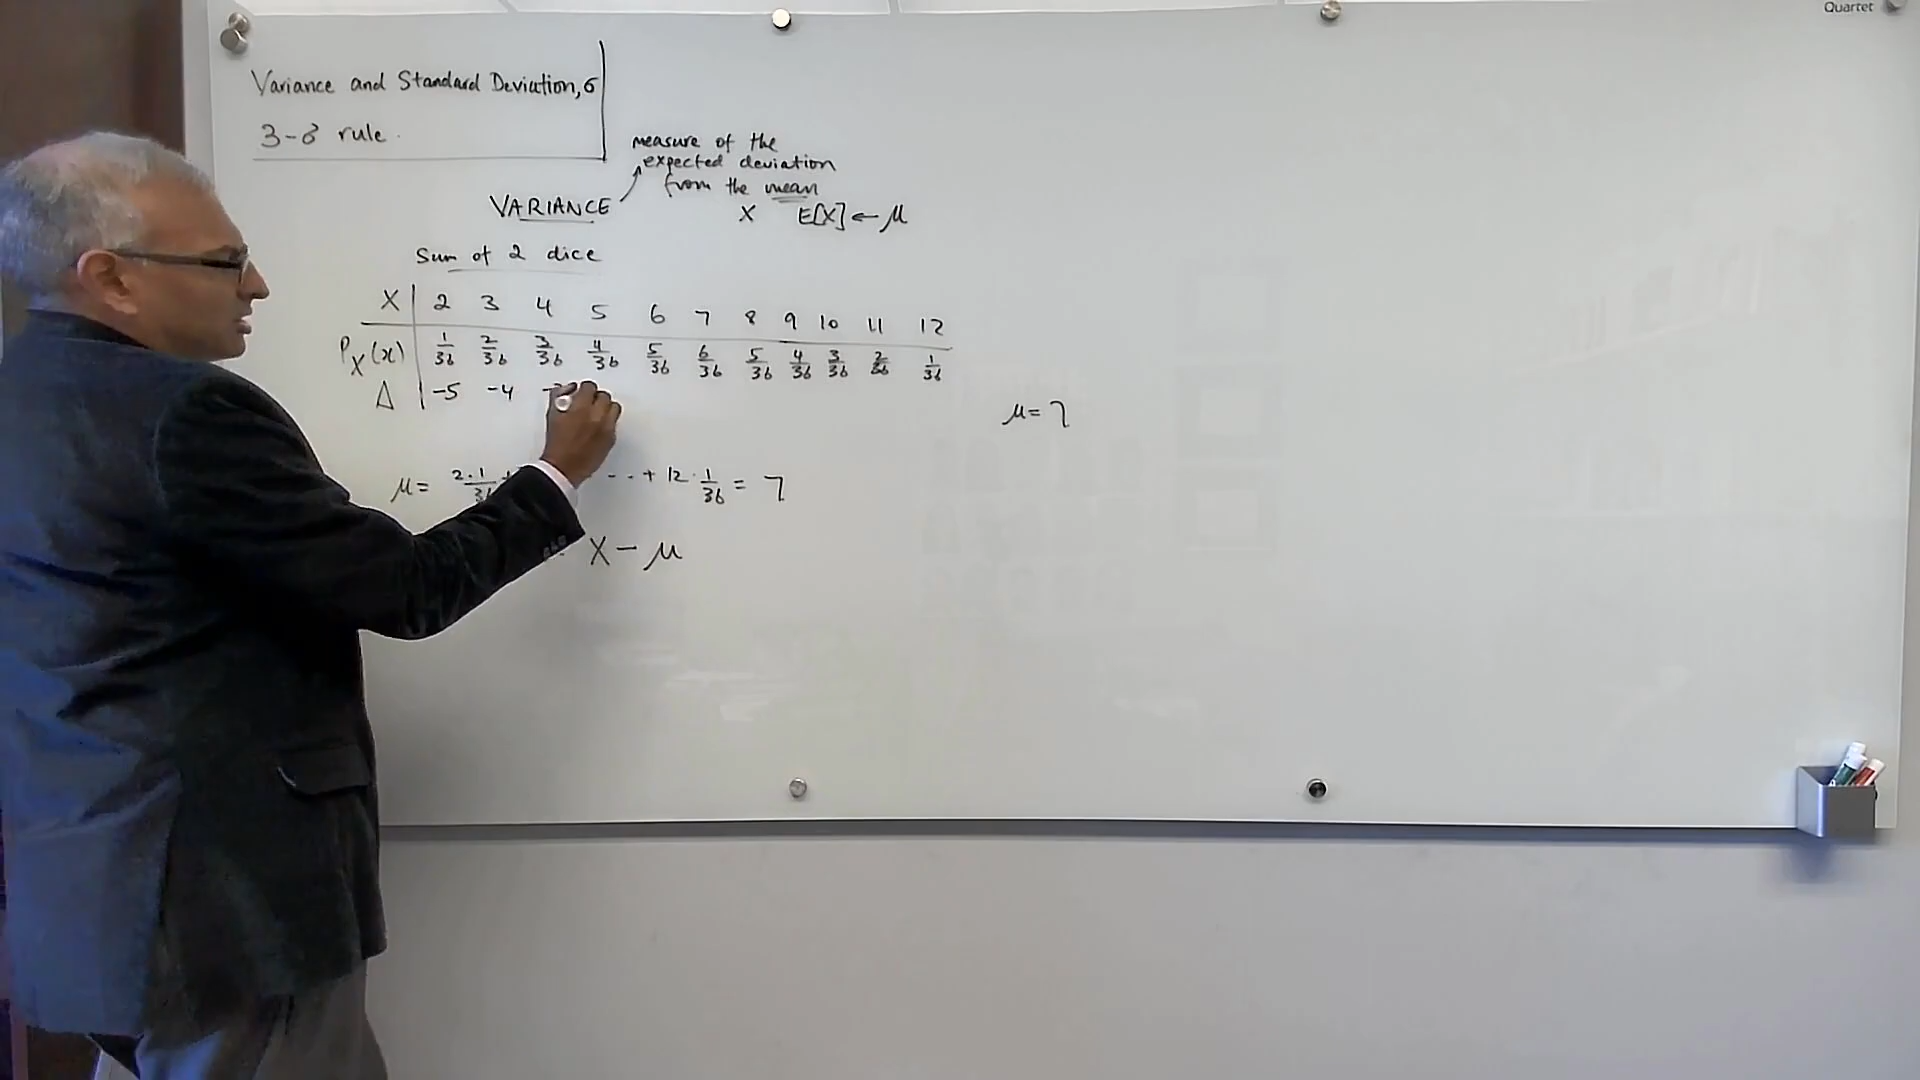 Quartet
Variance and Standard Deviation, σ
3-σ rule.
measure of the
expected deviation
from the mean
VARIANCE
X E[X] ← μ
Sum of 2 dice
X 2 3 4 5 6 7 8 9 10 11 12
P_X(x) 1/36 2/36 3/36 4/36 5/36 6/36 5/36 4/36 3/36 2/36 1/36
Δ -5 -4
μ = 7
μ = 2·1/36 + -- + 12·1/36 = 7
X - μ